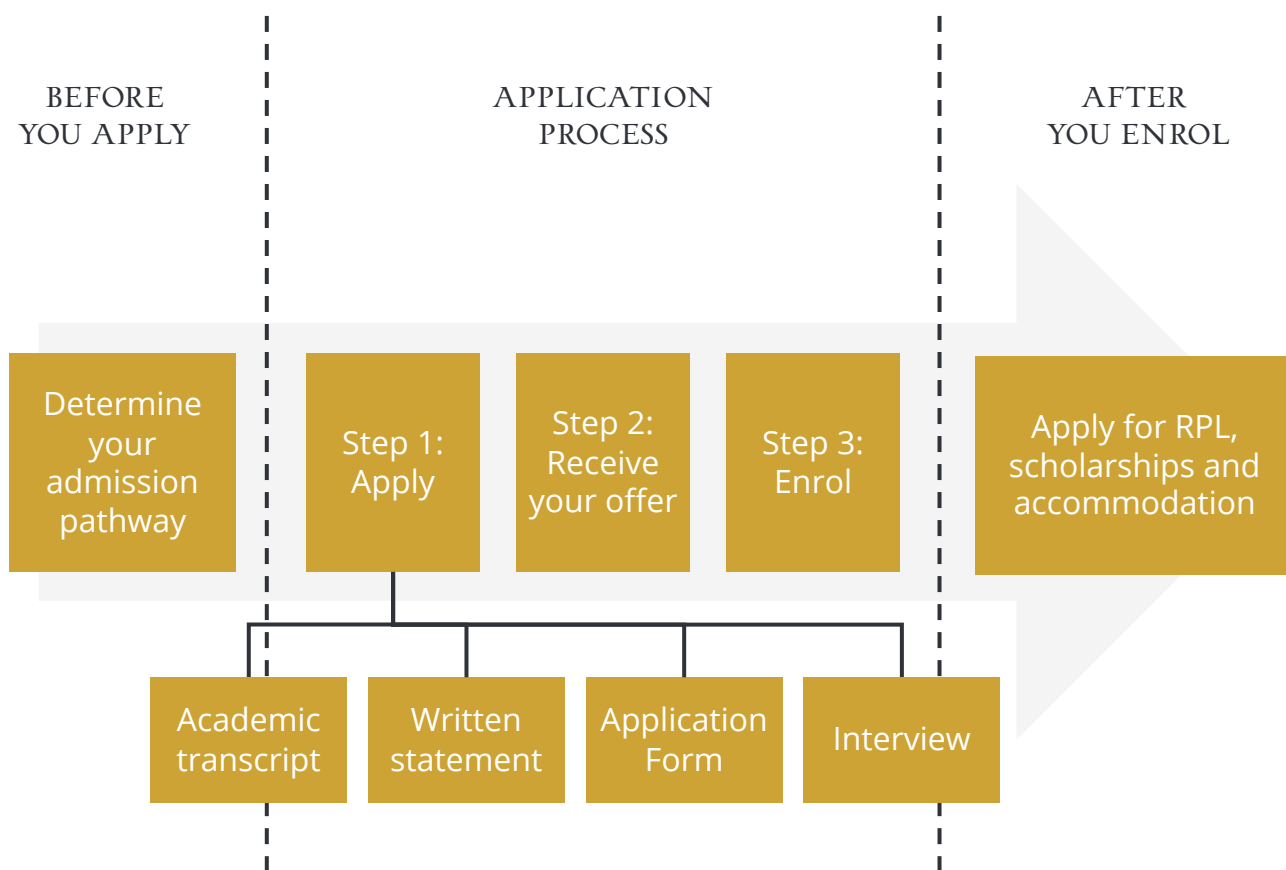 BEFORE
YOU APPLY
APPLICATION
PROCESS
AFTER
YOU ENROL
Determine
your
admission
pathway
Step 1:
Apply
Step 2:
Receive
your offer
Step 3:
Enrol
Apply for RPL,
scholarships and
accommodation
Academic
transcript
Written
statement
Application
Form
Interview